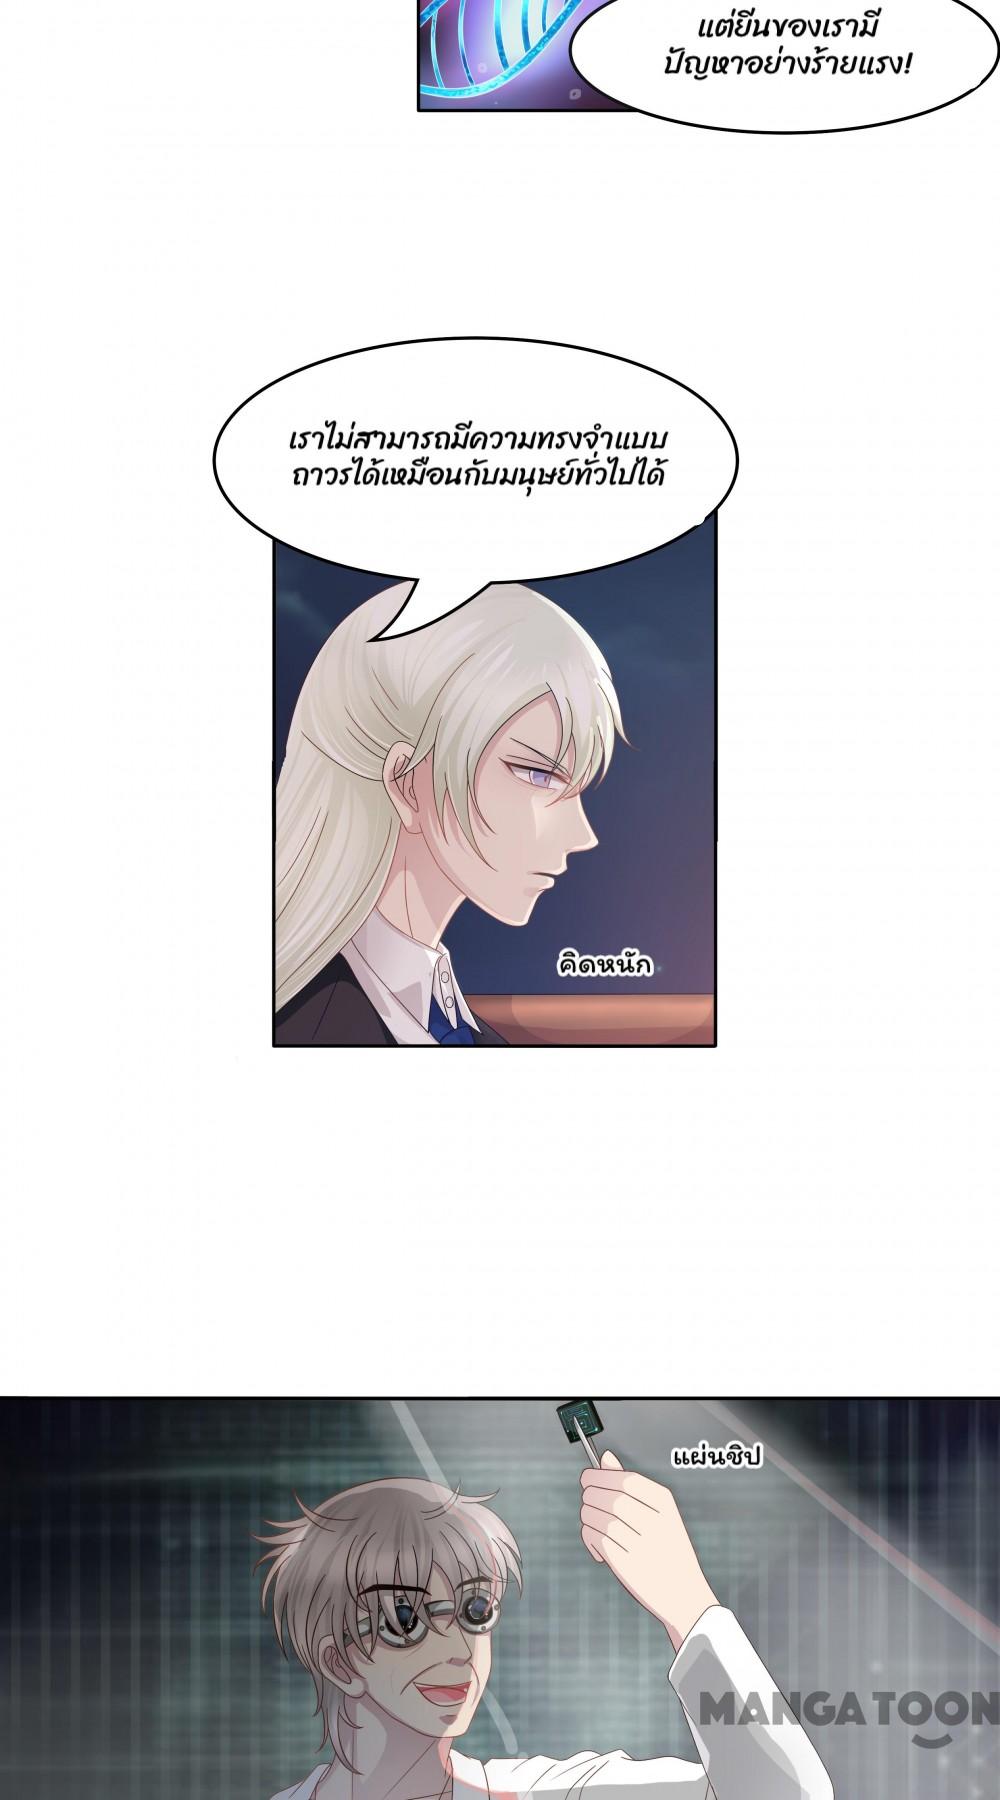 แต่ยีนของเรามี
ปัญหาอย่างร้ายแรง!
เราไม่สามารถมีความทรงจำแบบ
ถาวรได้เหมือนกับมนุษย์ทั่วไปได้
คิดหนัก
แผ่นชิป
MANGATOON